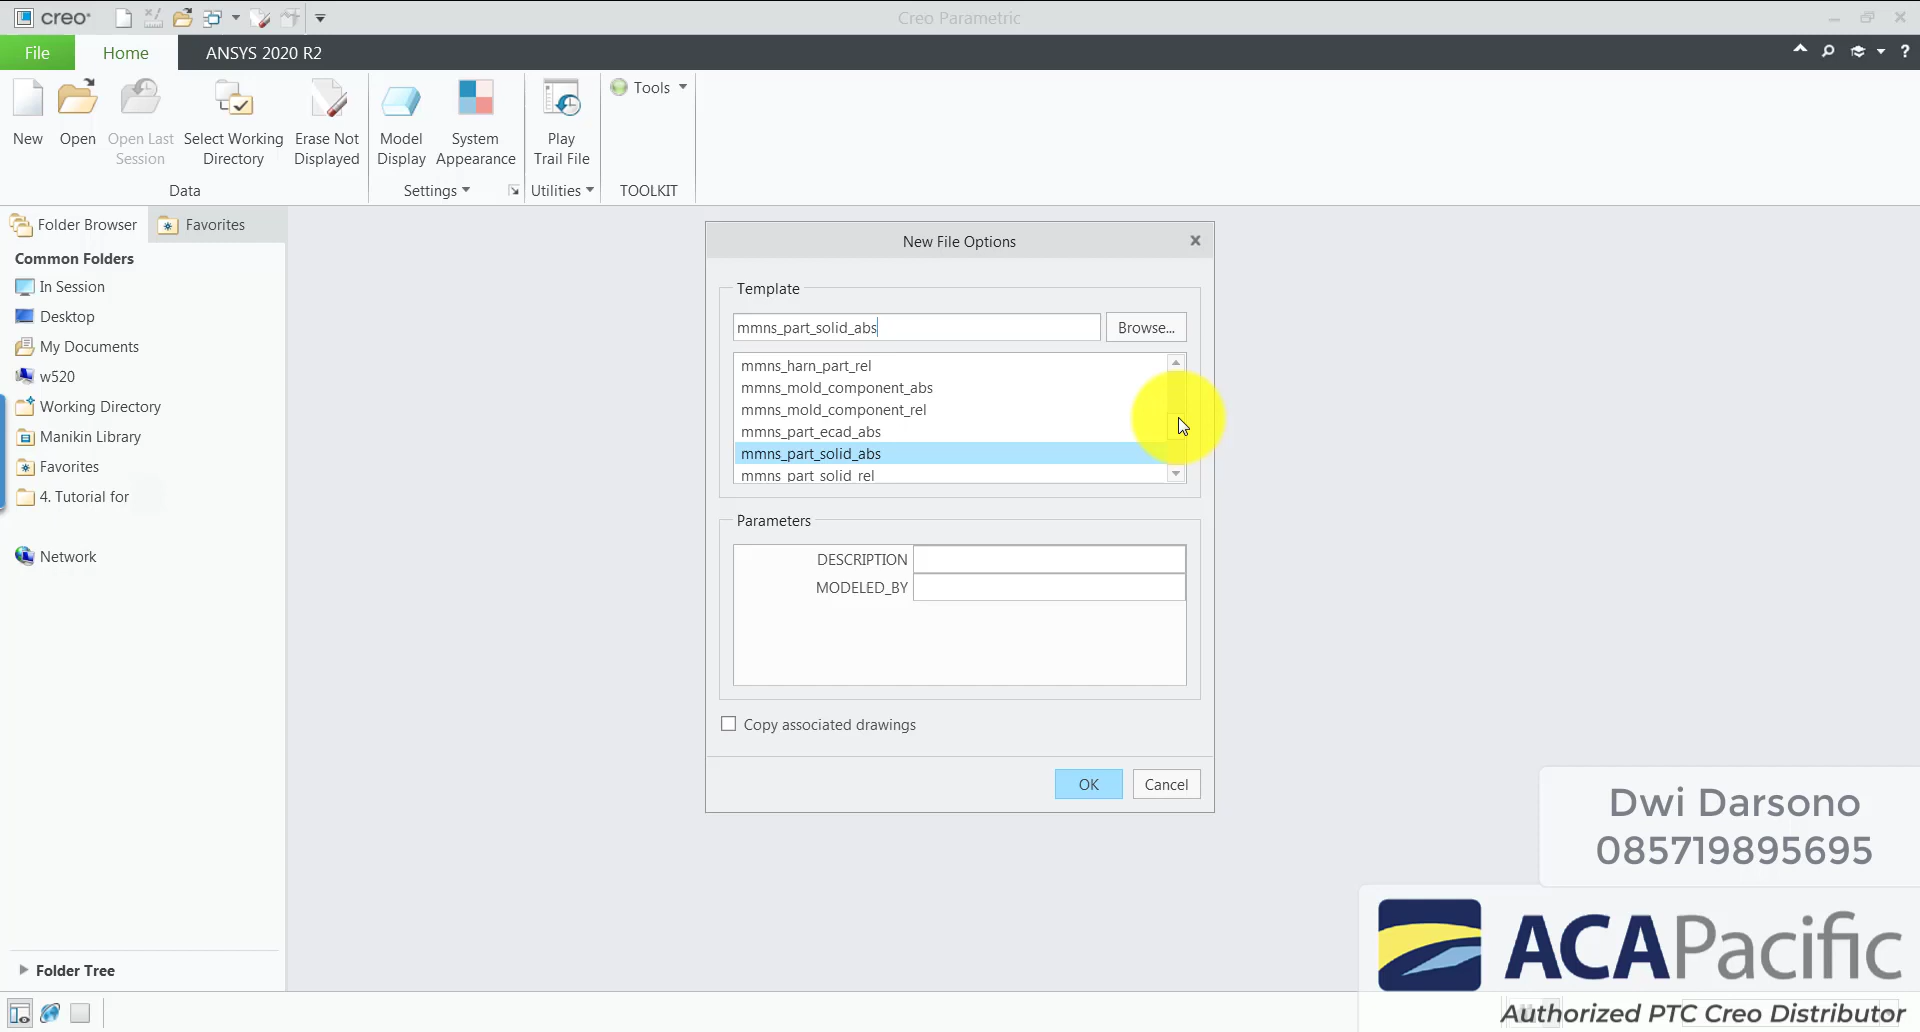 creo
Creo Parametric
File
Home
ANSYS 2020 R2
?
New
Open
Open Last
Session
Select Working
Directory
Erase Not
Displayed
Model
Display
System
Appearance
Play
Trail File
Tools
Data
Settings
Utilities
TOOLKIT
Folder Browser
Favorites
Common Folders
In Session
Desktop
My Documents
w520
Working Directory
Manikin Library
Favorites
4. Tutorial for
Network
Folder Tree
New File Options
Template
mmns_part_solid_abs
Browse...
mmns_harn_part_rel
mmns_mold_component_abs
mmns_mold_component_rel
mmns_part_ecad_abs
mmns_part_solid_abs
mmns_part_solid_rel
Parameters
DESCRIPTION
MODELED_BY
Copy associated drawings
OK
Cancel
Dwi Darsono
085719895695
ACAPacific
Authorized PTC Creo Distributor